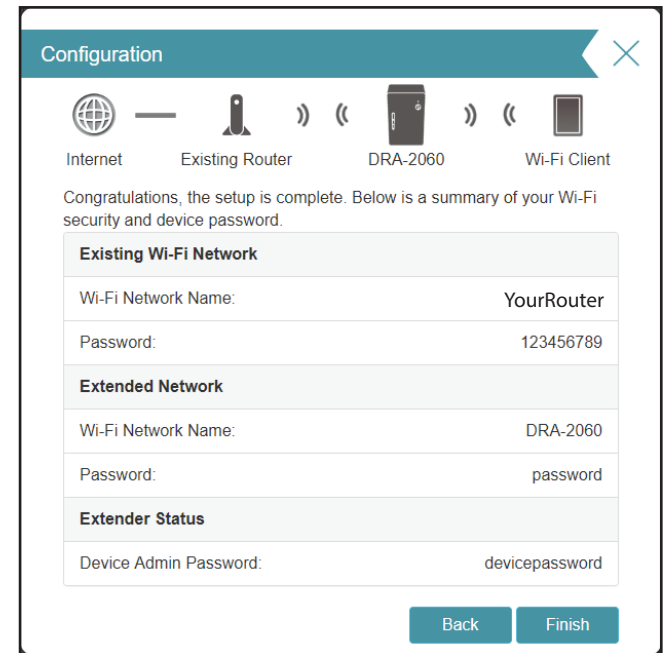 Configuration
Internet Existing Router DRA-2060 Wi-Fi Client
Congratulations, the setup is complete. Below is a summary of your Wi-Fi
security and device password.
Existing Wi-Fi Network
Wi-Fi Network Name: YourRouter
Password: 123456789
Extended Network
Wi-Fi Network Name: DRA-2060
Password: password
Extender Status
Device Admin Password: devicepassword
Back Finish